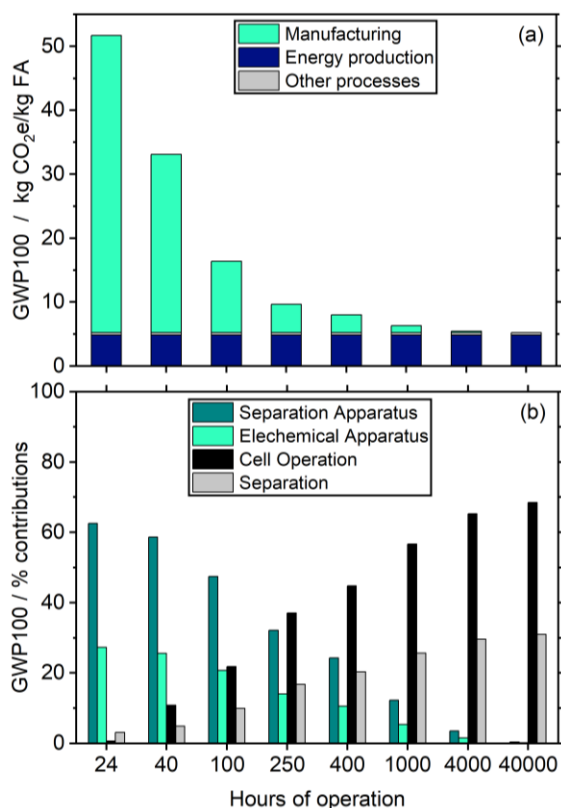 (a)
Manufacturing
Energy production
Other processes
GWP100 / kg CO₂e/kg FA
50
40
30
20
10
0
(b)
Separation Apparatus
Elechemical Apparatus
Cell Operation
Separation
GWP100 / % contributions
100
80
60
40
20
0
24 40 100 250 400 1000 4000 40000
Hours of operation